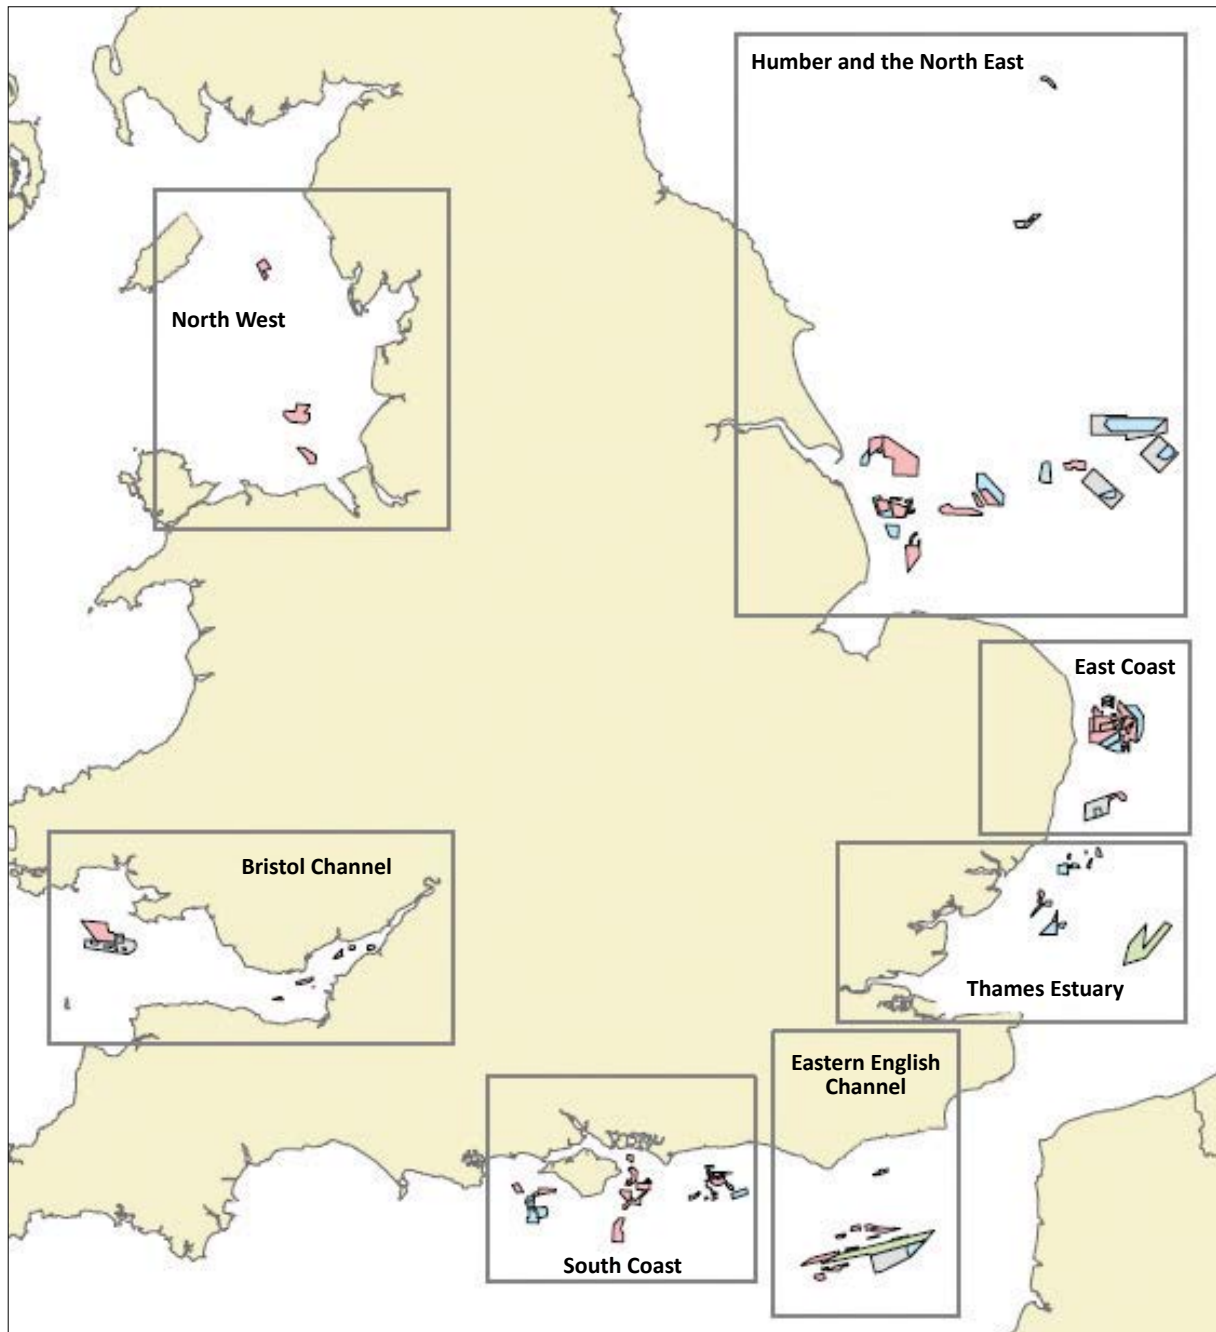 Humber and the North East
North West
East Coast
Bristol Channel
Thames Estuary
Eastern English
Channel
South Coast